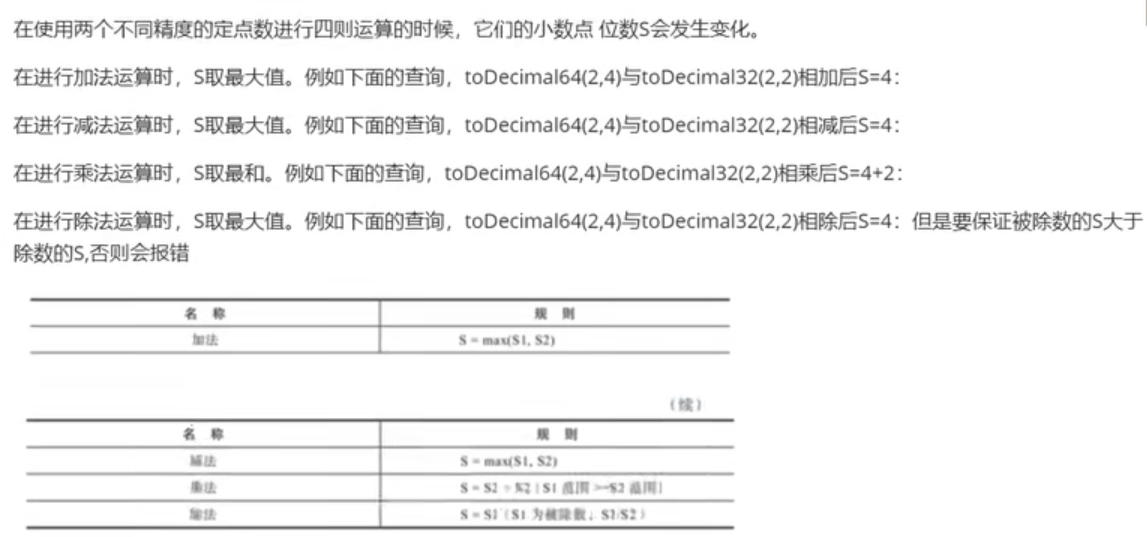 在使用两个不同精度的定点数进行四则运算的时候，它们的小数点 位数S会发生变化。
在进行加法运算时，S取最大值。例如下面的查询，toDecimal64(2,4)与toDecimal32(2,2)相加后S=4：
在进行减法运算时，S取最大值。例如下面的查询，toDecimal64(2,4)与toDecimal32(2,2)相减后S=4：
在进行乘法运算时，S取最和。例如下面的查询，toDecimal64(2,4)与toDecimal32(2,2)相乘后S=4+2：
在进行除法运算时，S取最大值。例如下面的查询，toDecimal64(2,4)与toDecimal32(2,2)相除后S=4：但是要保证被除数的S大于
除数的S,否则会报错
名 称 规 则
加法 S = max(S1, S2)
（续）
名 称 规 则
减法 S = max(S1, S2)
乘法 S =
除法 S = S1 (S1 为被除数, S1/S2)